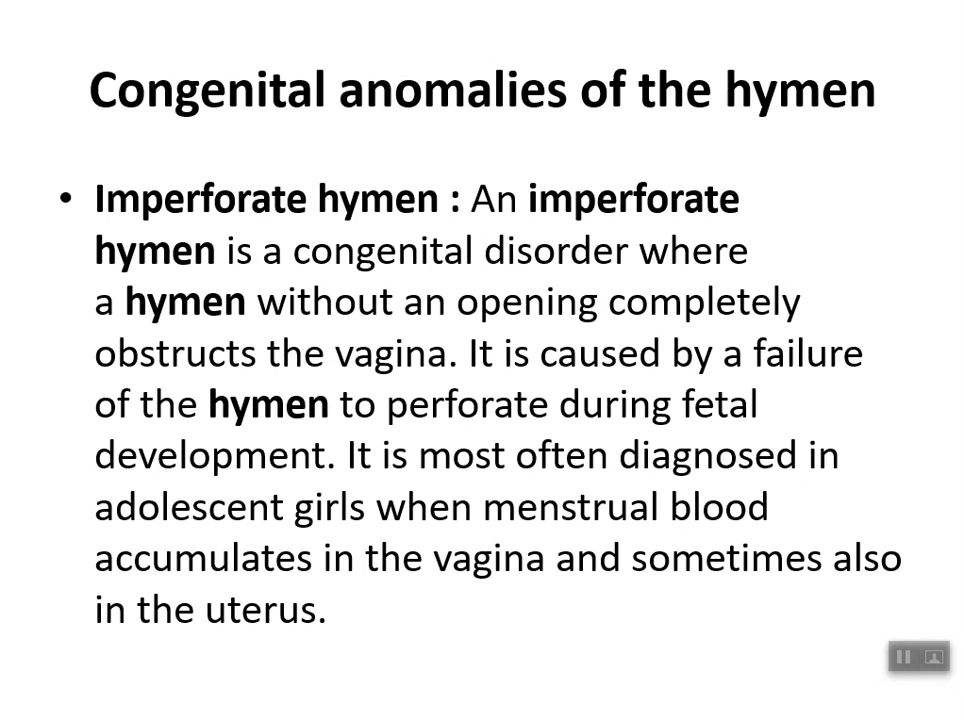 Congenital anomalies of the hymen
• Imperforate hymen : An imperforate
hymen is a congenital disorder where
a hymen without an opening completely
obstructs the vagina. It is caused by a failure
of the hymen to perforate during fetal
development. It is most often diagnosed in
adolescent girls when menstrual blood
accumulates in the vagina and sometimes also
in the uterus.